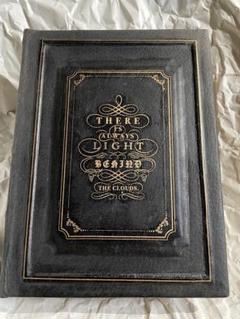 THERE
IS
ALWAYS
LIGHT
BEHIND
THE CLOUDS.